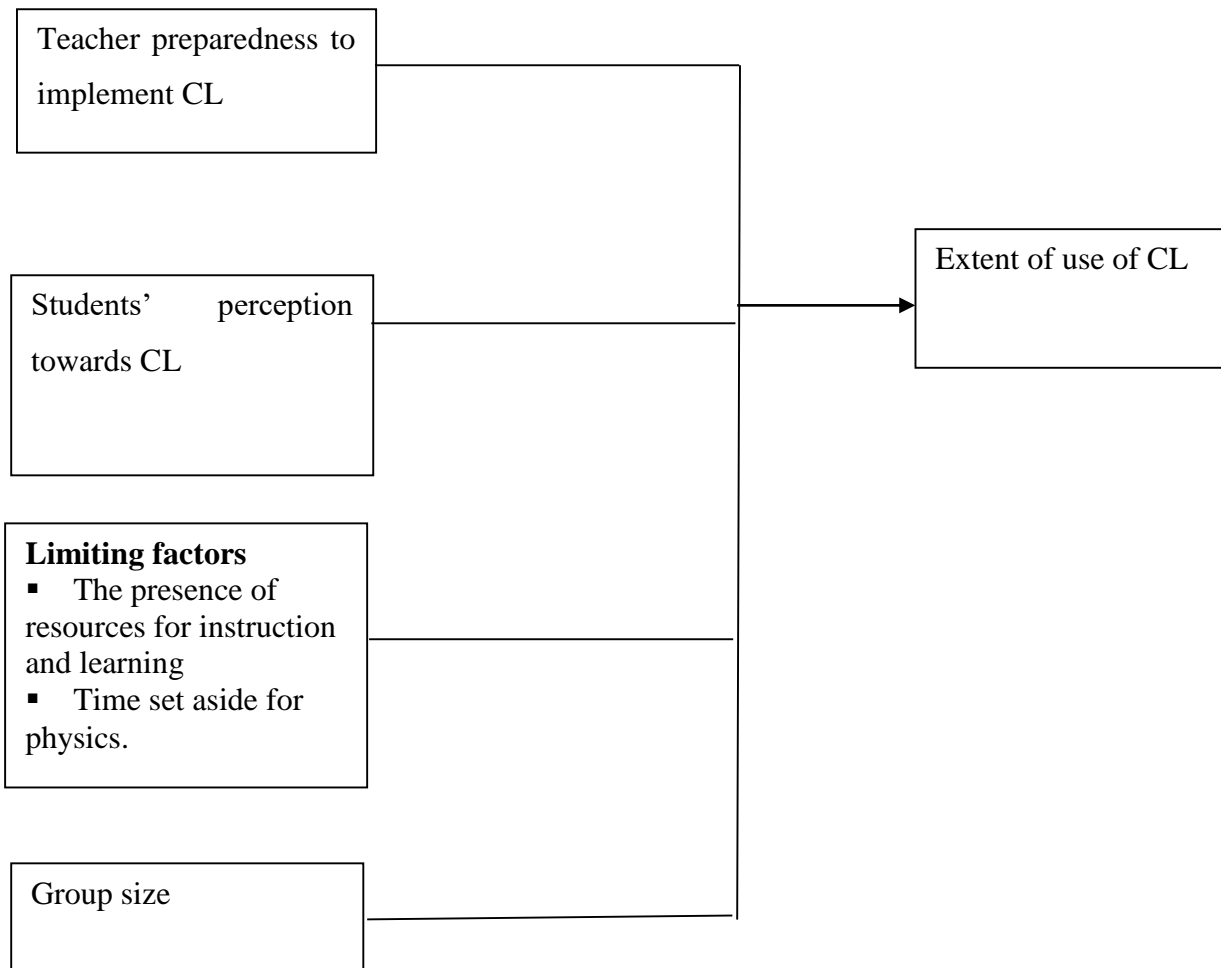 Teacher preparedness to
implement CL
Extent of use of CL
Students’ perception
towards CL
Limiting factors
▪ The presence of
resources for instruction
and learning
▪ Time set aside for
physics.
Group size